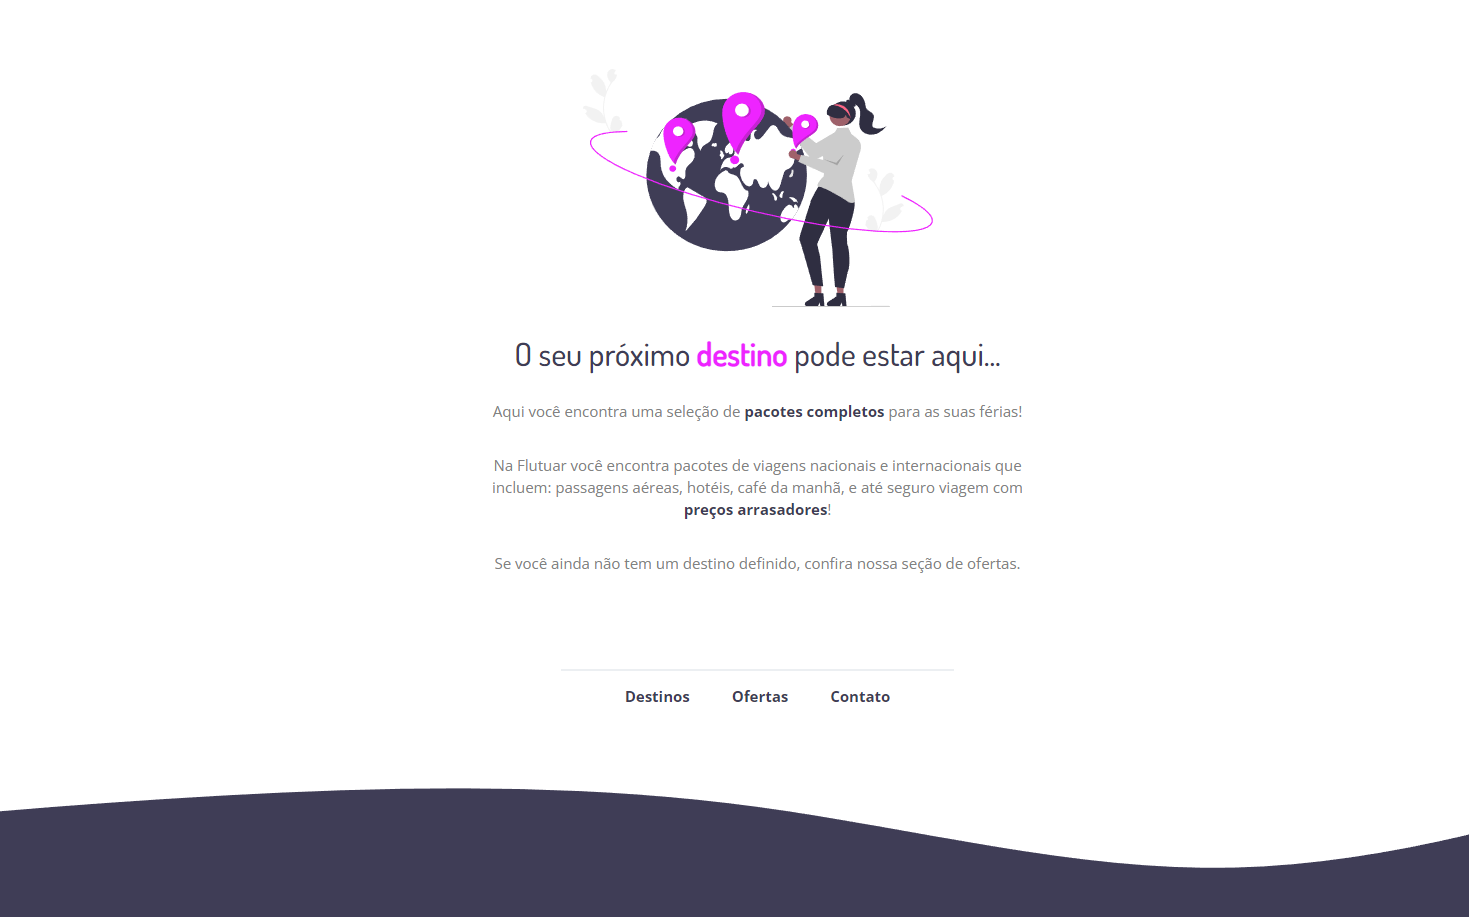 O seu próximo destino pode estar aqui...
Aqui você encontra uma seleção de pacotes completos para as suas férias!
Na Flutuar você encontra pacotes de viagens nacionais e internacionais que
incluem: passagens aéreas, hotéis, café da manhã, e até seguro viagem com
preços arrasadores!
Se você ainda não tem um destino definido, confira nossa seção de ofertas.
Destinos Ofertas Contato